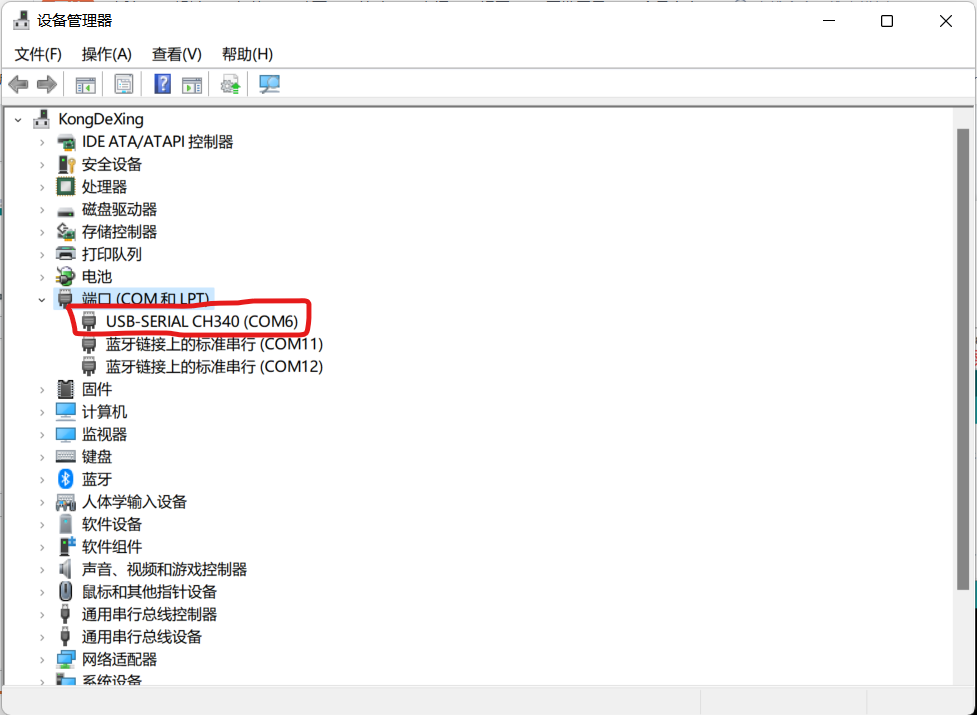 设备管理器
文件(F) 操作(A) 查看(V) 帮助(H)
KongDeXing
IDE ATA/ATAPI 控制器
安全设备
处理器
磁盘驱动器
存储控制器
打印队列
电池
端口 (COM 和 LPT)
USB-SERIAL CH340 (COM6)
蓝牙链接上的标准串行 (COM11)
蓝牙链接上的标准串行 (COM12)
固件
计算机
监视器
键盘
蓝牙
人体学输入设备
软件设备
软件组件
声音、视频和游戏控制器
鼠标和其他指针设备
通用串行总线控制器
通用串行总线设备
网络适配器
系统设备